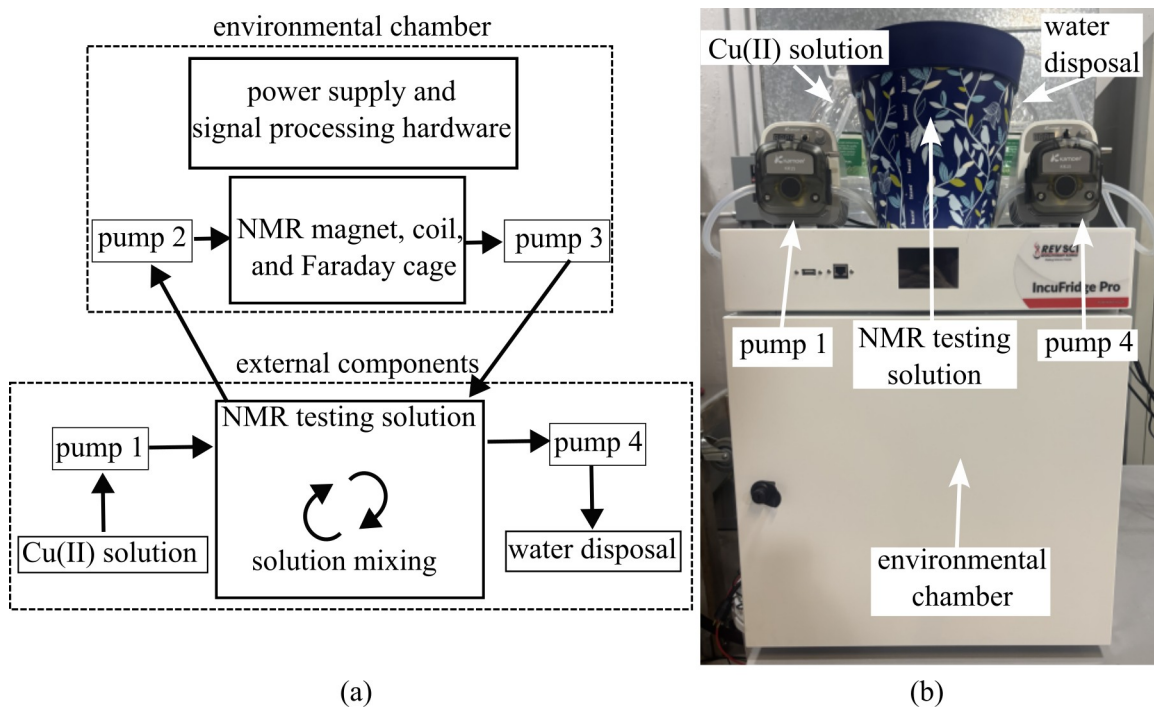 environmental chamber
power supply and
signal processing hardware
pump 2
NMR magnet, coil,
and Faraday cage
pump 3
external components
NMR testing solution
pump 1
pump 4
Cu(II) solution
solution mixing
water disposal
(a)
Cu(II) solution
water
disposal
REVSCI
IncuFridge Pro
pump 1
NMR testing
solution
pump 4
environmental
chamber
(b)